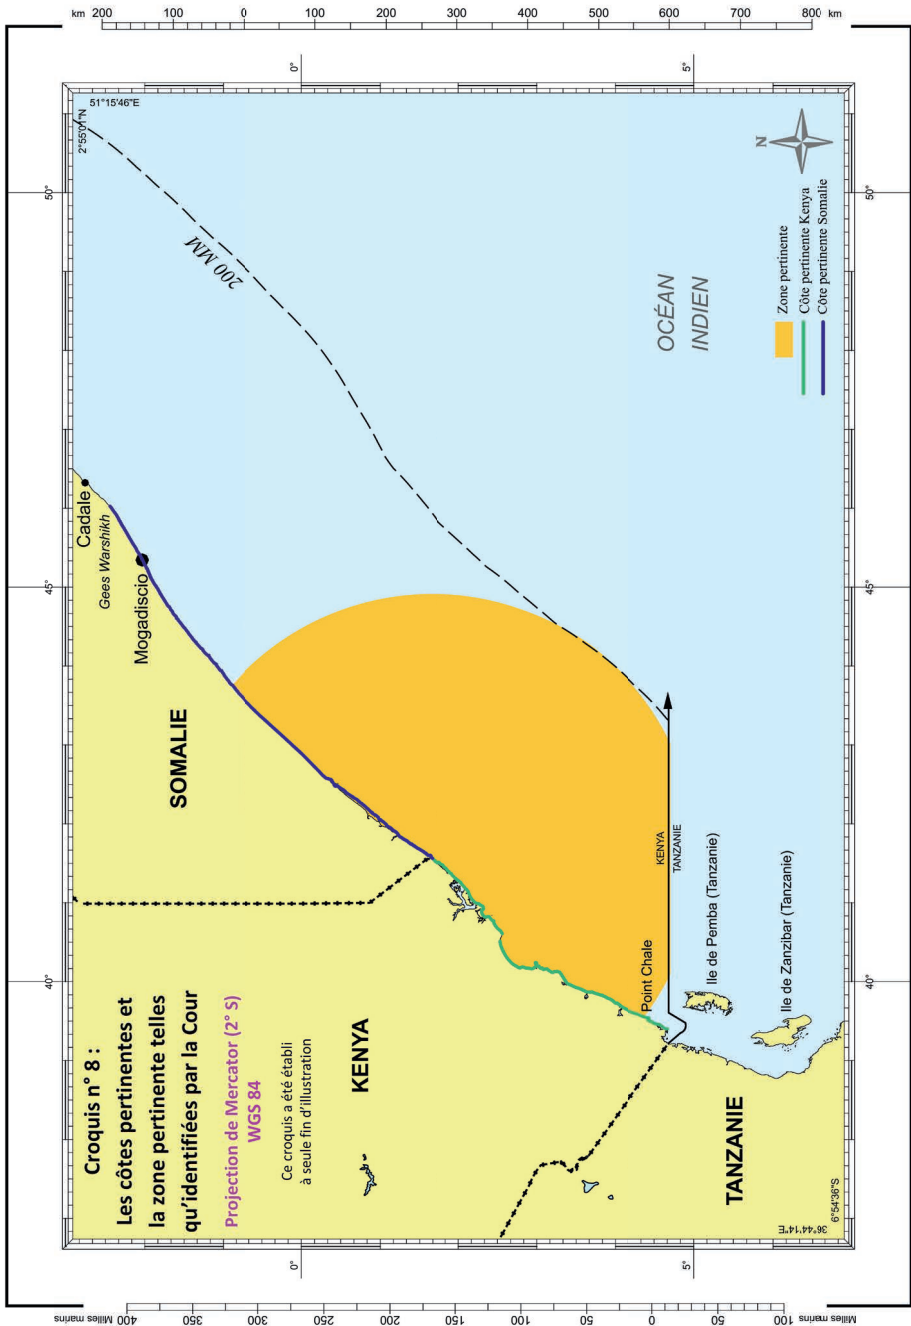 Croquis n° 8 :
Les côtes pertinentes et
la zone pertinente telles
qu'identifiées par la Cour
Projection de Mercator (2° S)
WGS 84
Ce croquis a été établi
à seule fin d'illustration
SOMALIE
KENYA
TANZANIE
Cadale
Gees Warshikh
Mogadiscio
200 MM
OCÉAN
INDIEN
Point Chale
KENYA
TANZANIE
Ile de Pemba (Tanzanie)
Ile de Zanzibar (Tanzanie)
N
Zone pertinente
Côte pertinente Kenya
Côte pertinente Somalie
2°55'01"N
51°15'46"E
36°44'14"E
6°54'36"S
40°
45°
50°
40°
45°
50°
0°
5°
0°
5°
km 200 100 0 100 200 300 400 500 600 700 800 km
Milles marins 400 350 300 250 200 150 100 50 0 50 100 Milles marins